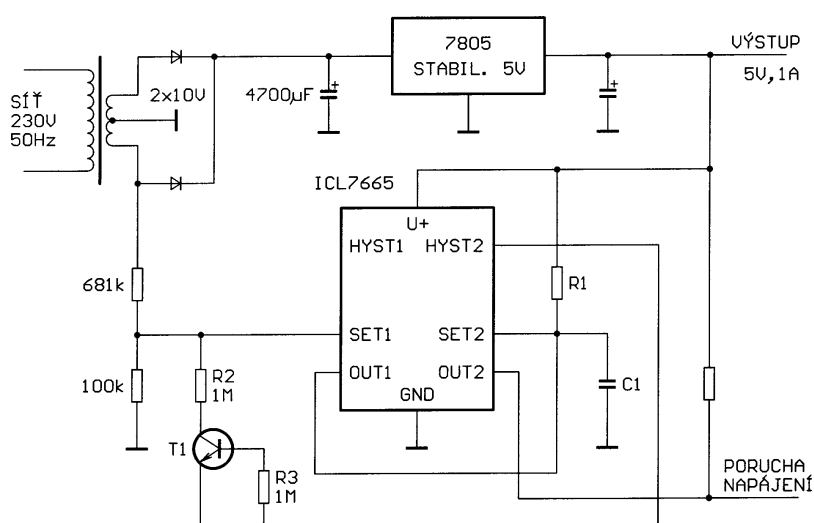 SÍŤ
230V
50Hz
2x10V
4700µF
+
7805
STABIL. 5V
+
VÝSTUP
5V,1A
ICL7665
U+
HYST1
HYST2
681k
R1
SET1
SET2
100k
R2
1M
OUT1
OUT2
GND
C1
T1
R3
1M
PORUCHA
NAPÁJENÍ